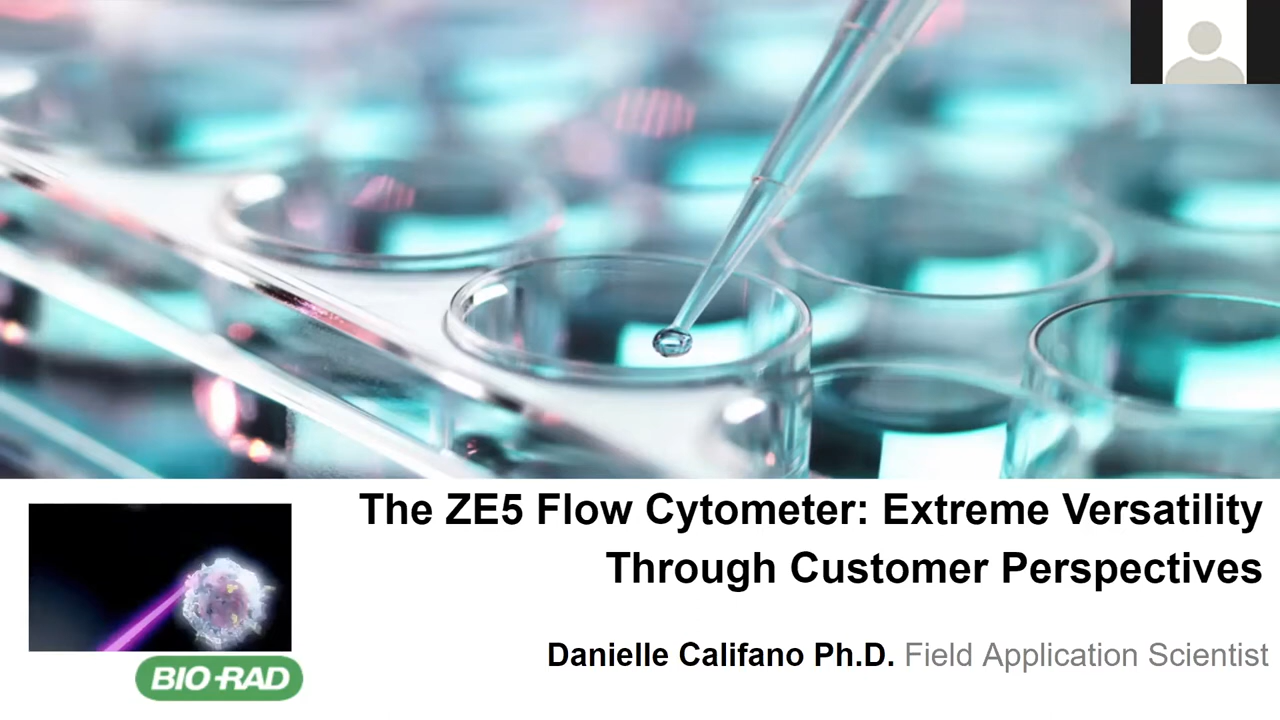 The ZE5 Flow Cytometer: Extreme Versatility
Through Customer Perspectives
Danielle Califano Ph.D. Field Application Scientist
BIO-RAD